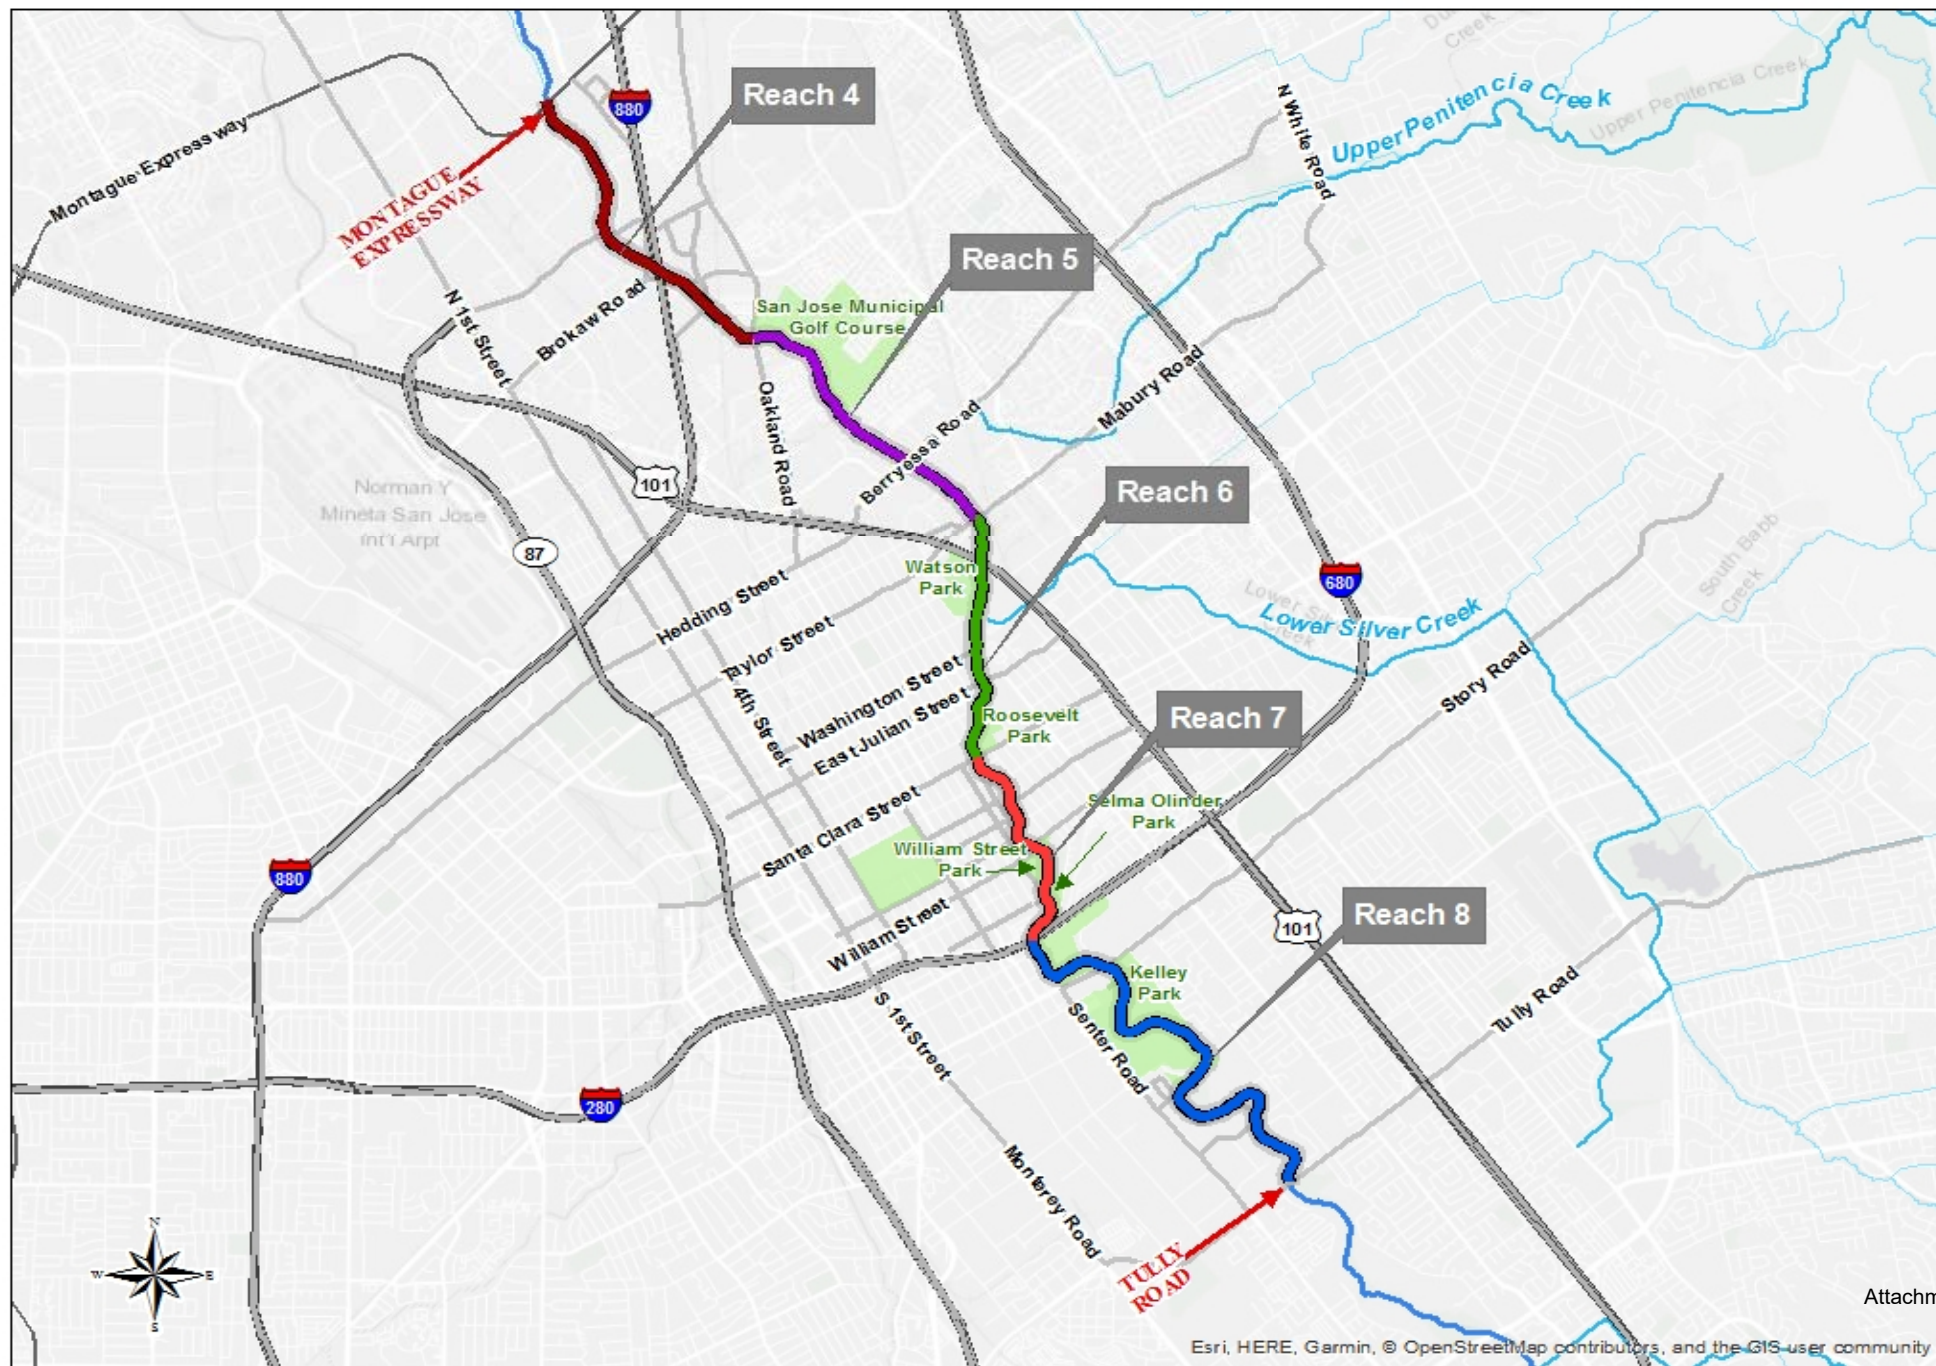 Reach 4
880
Montague Expressway
MONTAGUE
EXPRESSWAY
N White Road
Upper Penitencia Creek
Upper Penitencia Creek
Reach 5
San Jose Municipal
Golf Course
N 1st Street
Brokaw Road
Oakland Road
Berryessa Road
Mabury Road
101
Norman Y
Mineta San Jose
Int'l Arpt
87
Reach 6
680
South Babb
Creek
Watson
Park
Hedding Street
Taylor Street
Lower Silver Creek
Washington Street
4th Street
East Julian Street
Story Road
Roosevelt
Park
Reach 7
Santa Clara Street
Selma Olinder
Park
William Street
Park
880
William Street
101
Reach 8
Kelley
Park
S 1st Street
Senter Road
Tully Road
280
Monterey Road
TULLY
ROAD
N
W
E
S
Esri, HERE, Garmin, © OpenStreetMap contributors, and the GIS user community